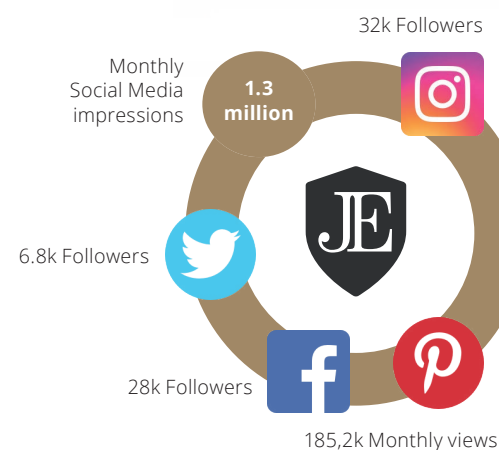 32k Followers
Monthly
Social Media
impressions
1.3
million
JE
6.8k Followers
28k Followers
185,2k Monthly views